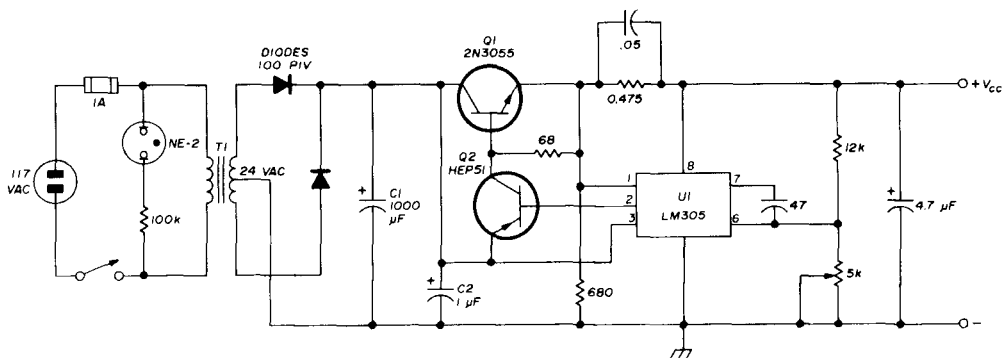 117
VAC
1A
NE-2
100k
T1
24 VAC
DIODES
100 PIV
C1
1000
µF
C2
1 µF
Q1
2N3055
Q2
HEP51
68
680
.05
0.475
1
2
3
8
7
6
U1
LM305
47
12k
5k
4.7 µF
+Vcc
-